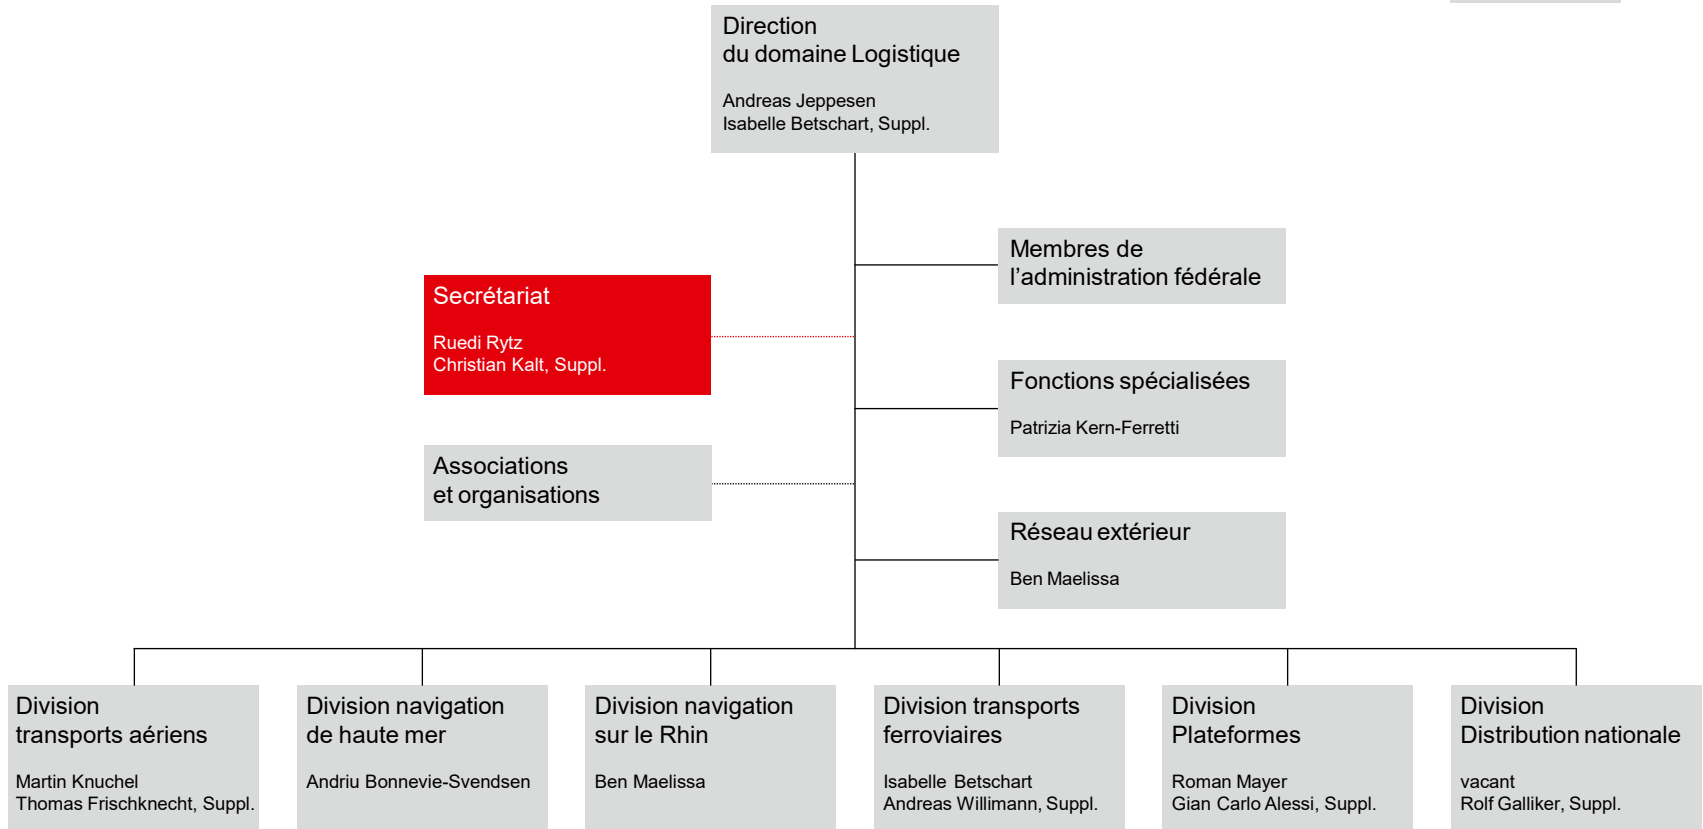 Direction
du domaine Logistique
Andreas Jeppesen
Isabelle Betschart, Suppl.
Membres de
l’administration fédérale
Secrétariat
Ruedi Rytz
Christian Kalt, Suppl.
Fonctions spécialisées
Patrizia Kern-Ferretti
Associations
et organisations
Réseau extérieur
Ben Maelissa
Division
transports aériens
Martin Knuchel
Thomas Frischknecht, Suppl.
Division navigation
de haute mer
Andriu Bonnevie-Svendsen
Division navigation
sur le Rhin
Ben Maelissa
Division transports
ferroviaires
Isabelle Betschart
Andreas Willimann, Suppl.
Division
Plateformes
Roman Mayer
Gian Carlo Alessi, Suppl.
Division
Distribution nationale
vacant
Rolf Galliker, Suppl.